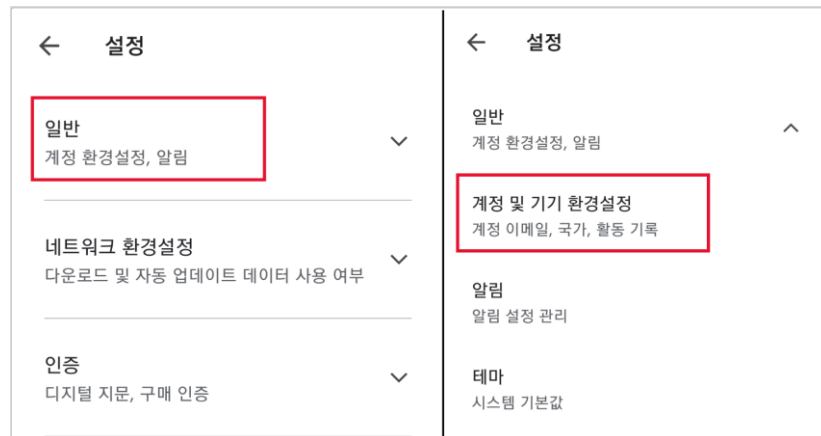 설정
일반
계정 환경설정, 알림
네트워크 환경설정
다운로드 및 자동 업데이트 데이터 사용 여부
인증
디지털 지문, 구매 인증
설정
일반
계정 환경설정, 알림
계정 및 기기 환경설정
계정 이메일, 국가, 활동 기록
알림
알림 설정 관리
테마
시스템 기본값